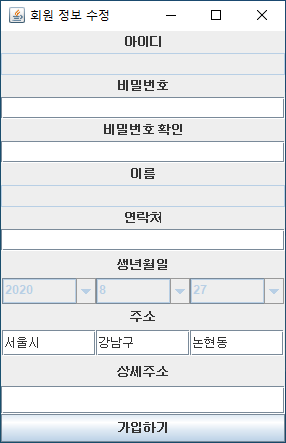 회원 정보 수정
아이디
비밀번호
비밀번호 확인
이름
연락처
생년월일
2020 8 27
주소
서울시 강남구 논현동
상세주소
가입하기